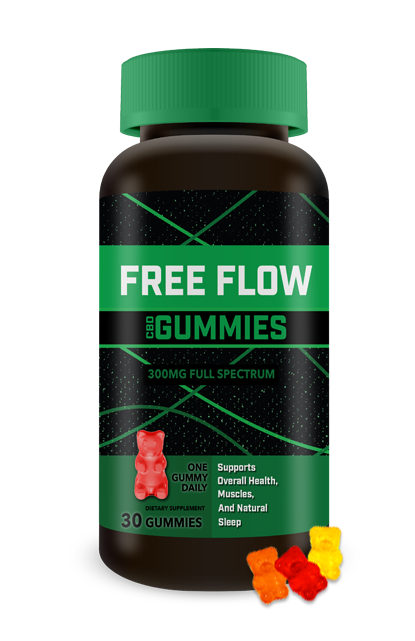 FREE FLOW
CBD GUMMIES
300MG FULL SPECTRUM
ONE
GUMMY
DAILY
DIETARY SUPPLEMENT
30 GUMMIES
Supports
Overall Health,
Muscles,
And Natural
Sleep